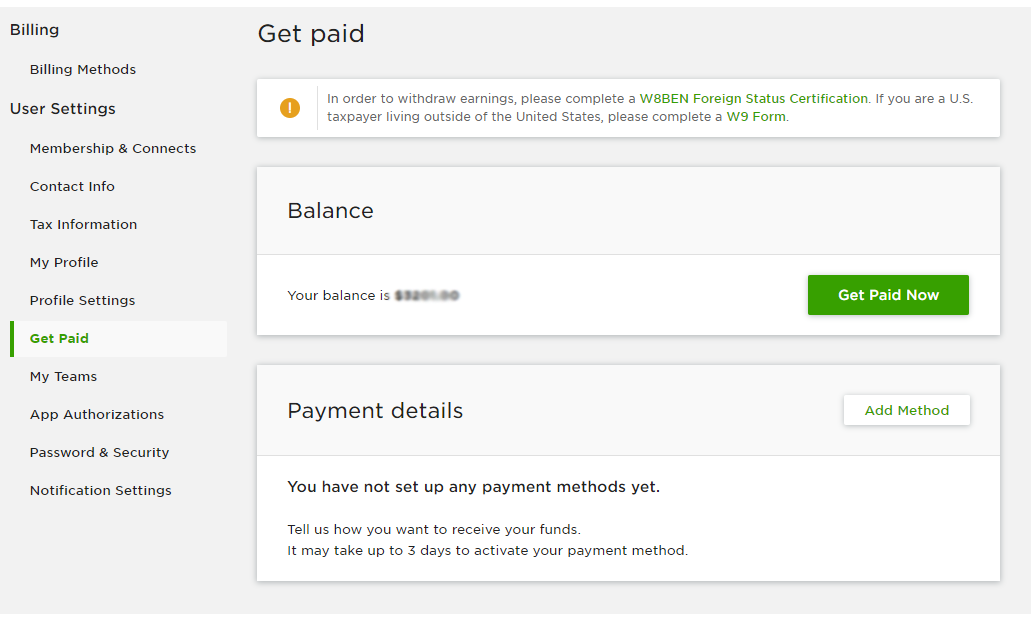 Billing
Billing Methods
User Settings
Membership & Connects
Contact Info
Tax Information
My Profile
Profile Settings
Get Paid
My Teams
App Authorizations
Password & Security
Notification Settings
Get paid
!
In order to withdraw earnings, please complete a W8BEN Foreign Status Certification. If you are a U.S.
taxpayer living outside of the United States, please complete a W9 Form.
Balance
Your balance is
Get Paid Now
Payment details
Add Method
You have not set up any payment methods yet.
Tell us how you want to receive your funds.
It may take up to 3 days to activate your payment method.